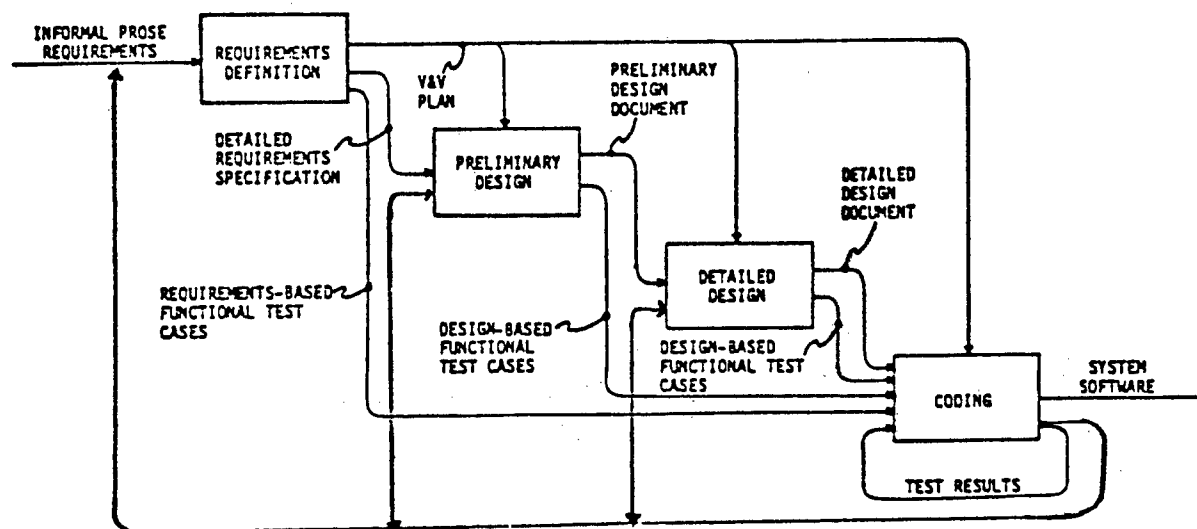 INFORMAL PROSE
REQUIREMENTS
REQUIREMENTS
DEFINITION
V&V
PLAN
PRELIMINARY
DESIGN
DOCUMENT
DETAILED
REQUIREMENTS
SPECIFICATION
PRELIMINARY
DESIGN
DETAILED
DESIGN
DOCUMENT
DETAILED
DESIGN
REQUIREMENTS-BASED
FUNCTIONAL TEST
CASES
DESIGN-BASED
FUNCTIONAL
TEST CASES
DESIGN-BASED
FUNCTIONAL TEST
CASES
CODING
SYSTEM
SOFTWARE
TEST RESULTS